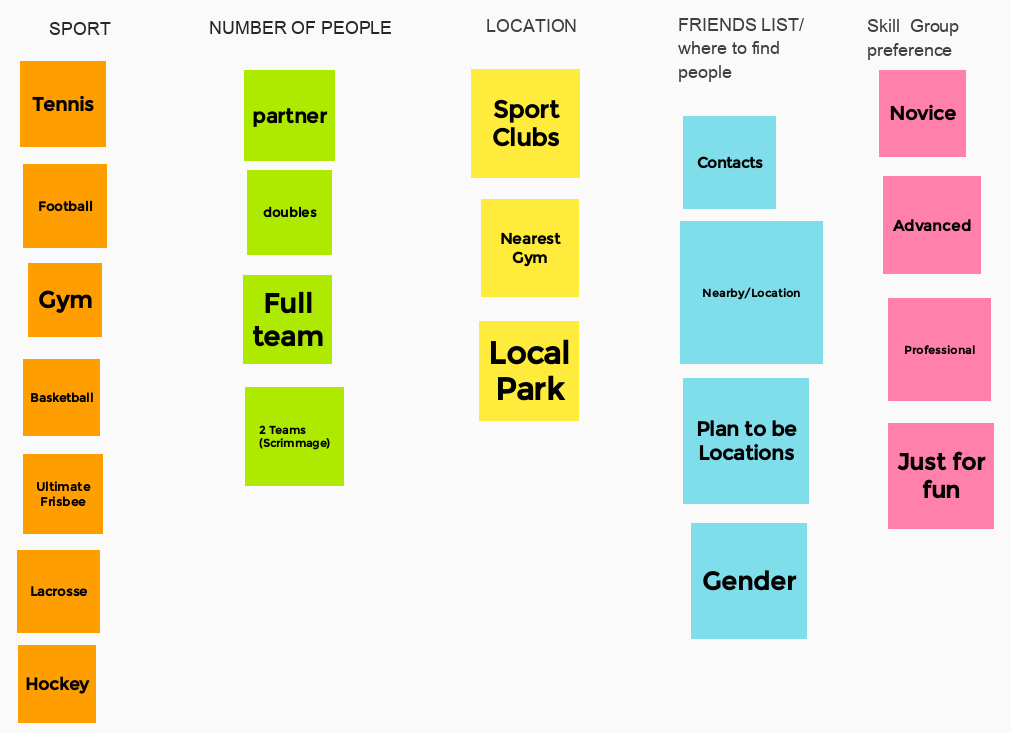 SPORT
Tennis
Football
Gym
Basketball
Ultimate
Frisbee
Lacrosse
Hockey
NUMBER OF PEOPLE
partner
doubles
Full
team
2 Teams
(Scrimmage)
LOCATION
Sport
Clubs
Nearest
Gym
Local
Park
FRIENDS LIST/
where to find
people
Contacts
Nearby/Location
Plan to be
Locations
Gender
Skill Group
preference
Novice
Advanced
Professional
Just for
fun